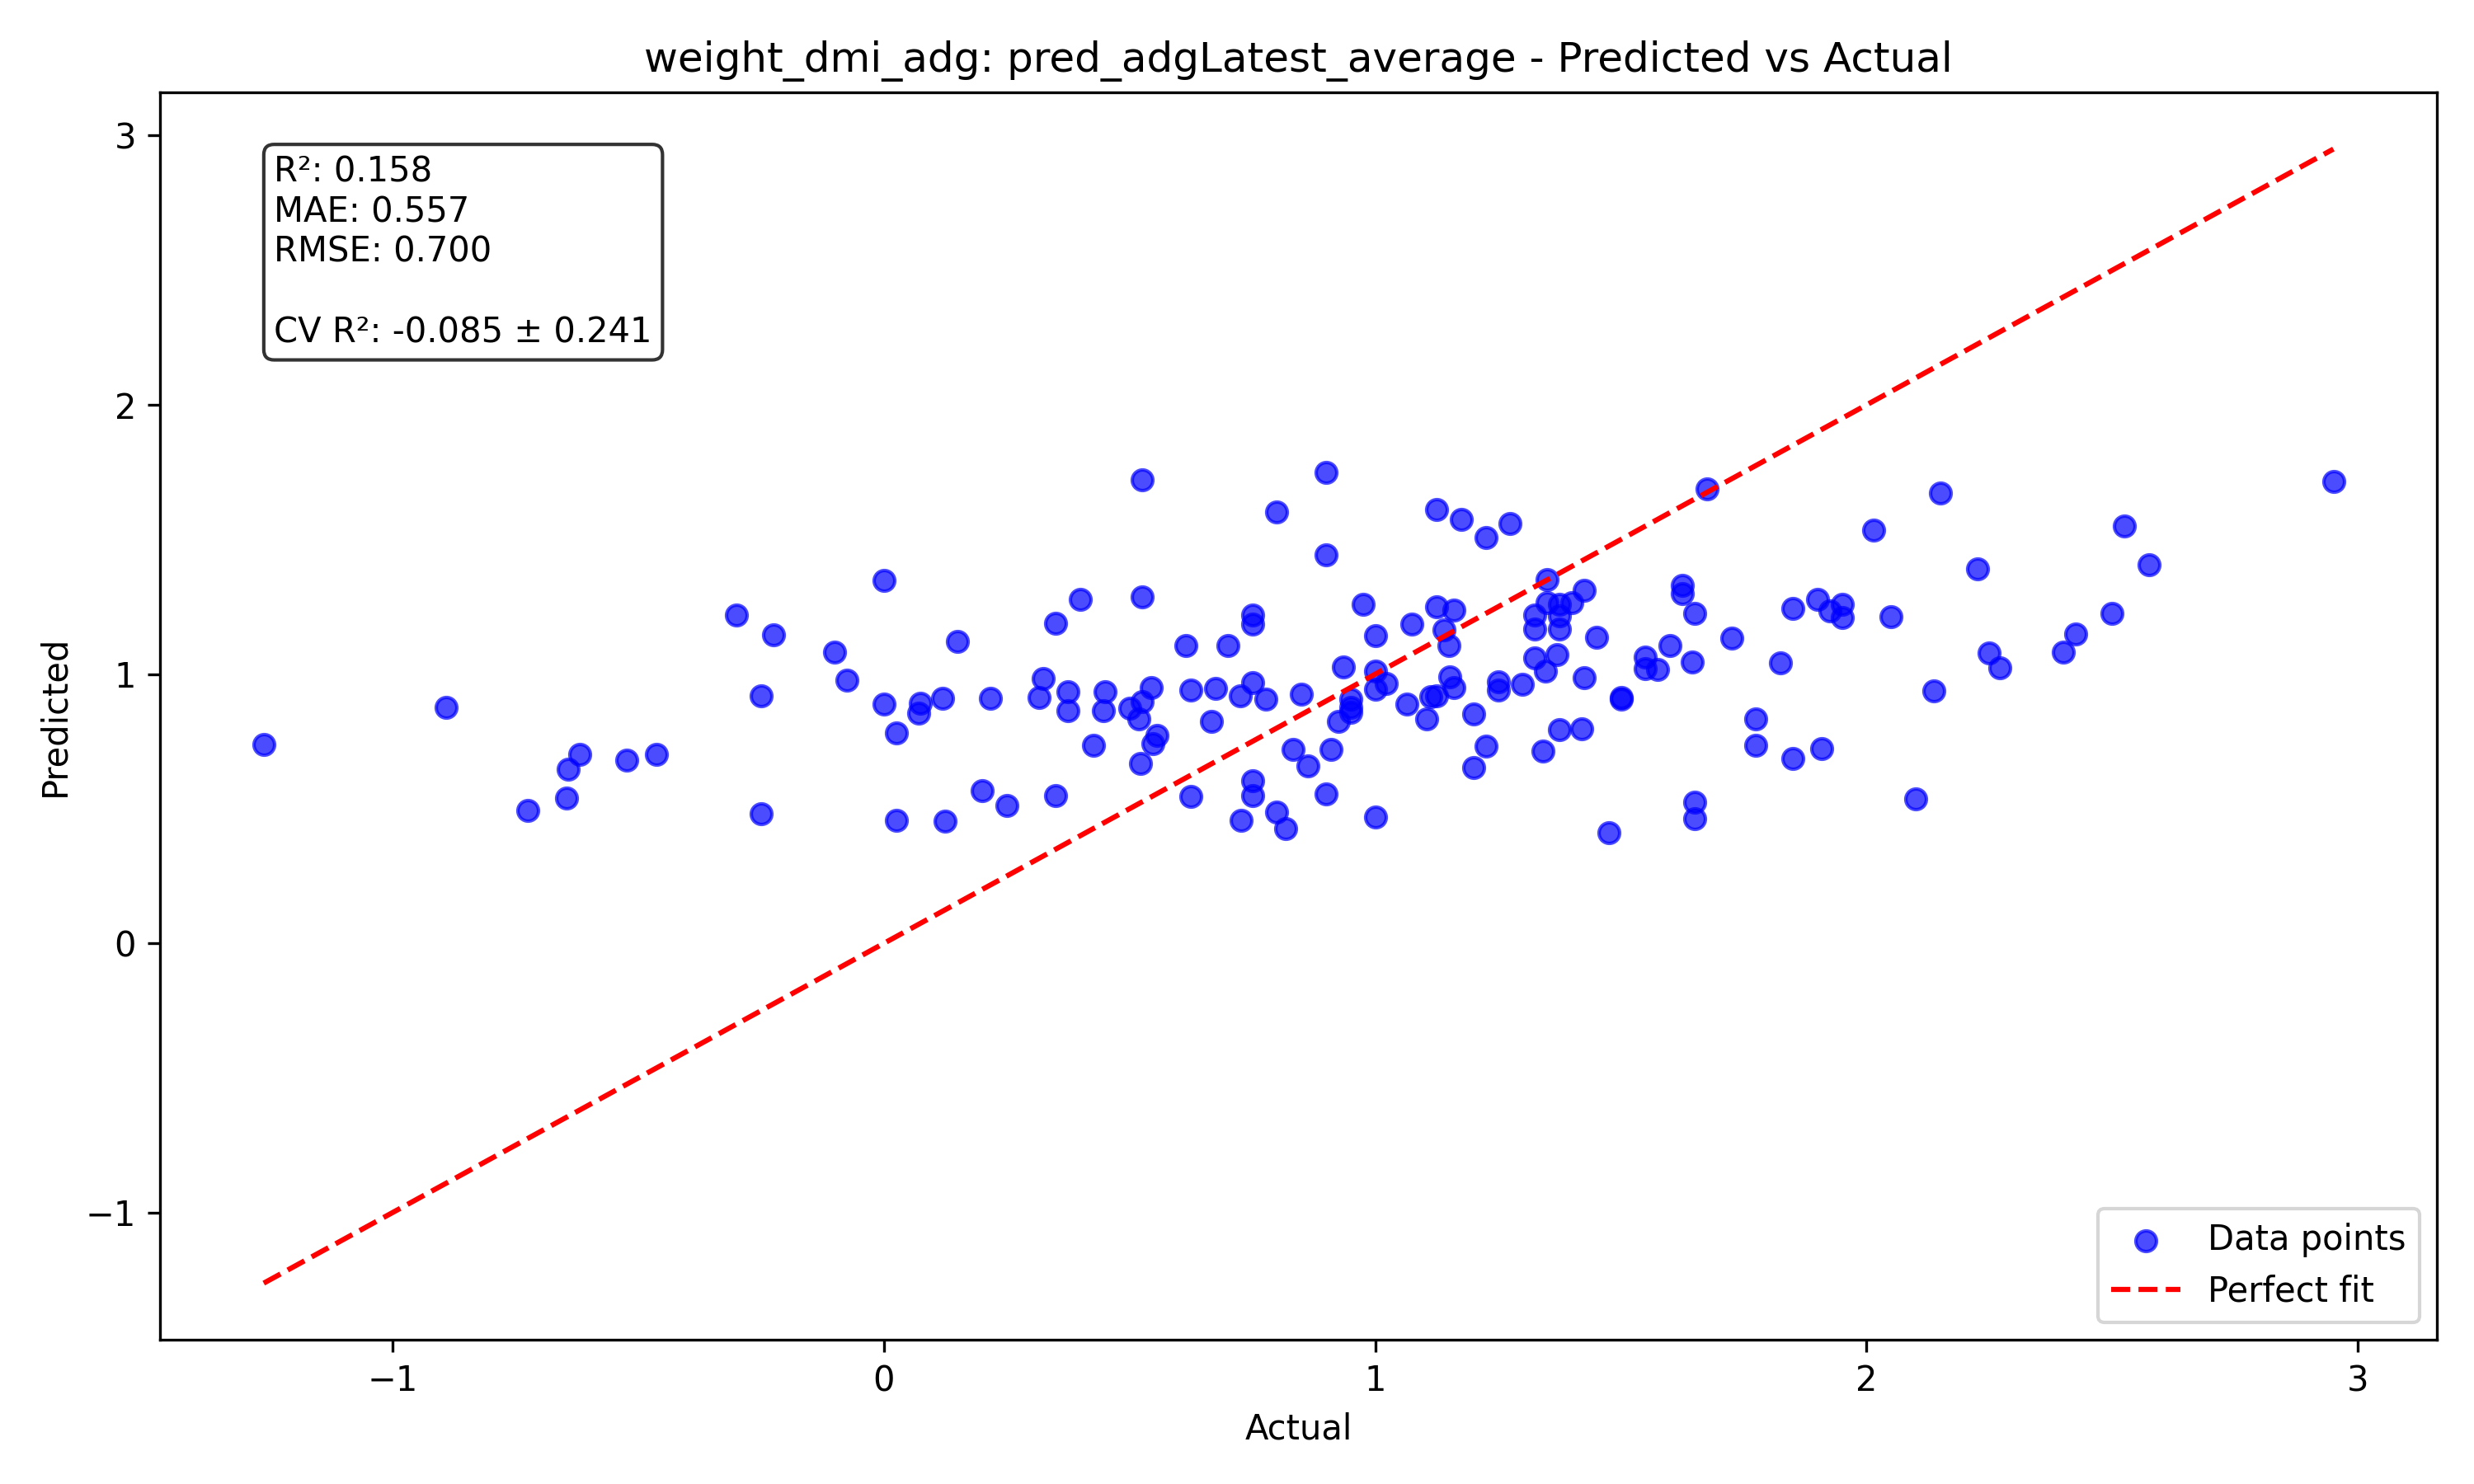 weight_dmi_adg: pred_adgLatest_average - Predicted vs Actual
R²: 0.158
MAE: 0.557
RMSE: 0.700
CV R²: -0.085 ± 0.241
3
2
1
0
−1
Predicted
Data points
Perfect fit
−1
0
1
2
3
Actual